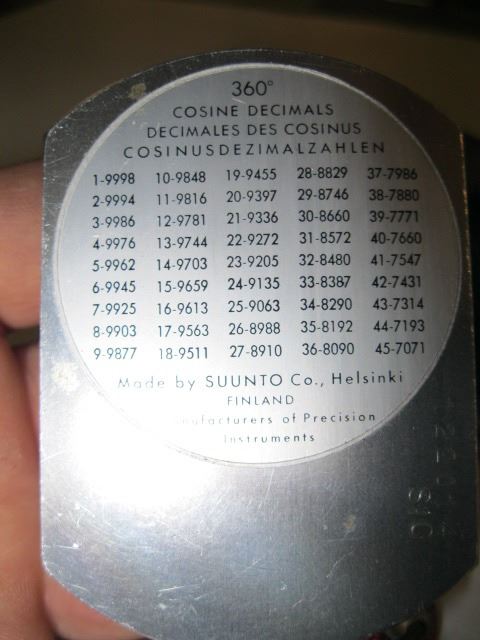 360°
COSINE DECIMALS
DECIMALES DES COSINUS
COSINUSDEZIMALZAHLEN
1-9998 10-9848 19-9455 28-8829 37-7986
2-9994 11-9816 20-9397 29-8746 38-7880
3-9986 12-9781 21-9336 30-8660 39-7771
4-9976 13-9744 22-9272 31-8572 40-7660
5-9962 14-9703 23-9205 32-8480 41-7547
6-9945 15-9659 24-9135 33-8387 42-7431
7-9925 16-9613 25-9063 34-8290 43-7314
8-9903 17-9563 26-8988 35-8192 44-7193
9-9877 18-9511 27-8910 36-8090 45-7071
Made by SUUNTO Co., Helsinki
FINLAND
of Precision
Instruments